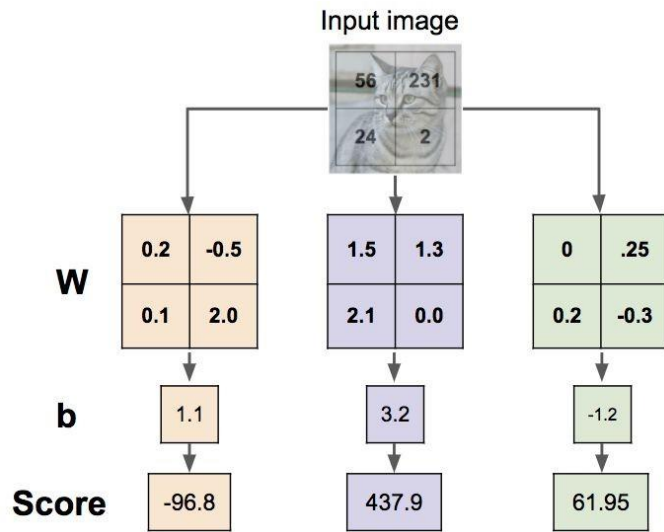 Input image
56 231
24 2
W
0.2 -0.5 1.5 1.3 0 .25
0.1 2.0 2.1 0.0 0.2 -0.3
b 1.1 3.2 -1.2
Score -96.8 437.9 61.95